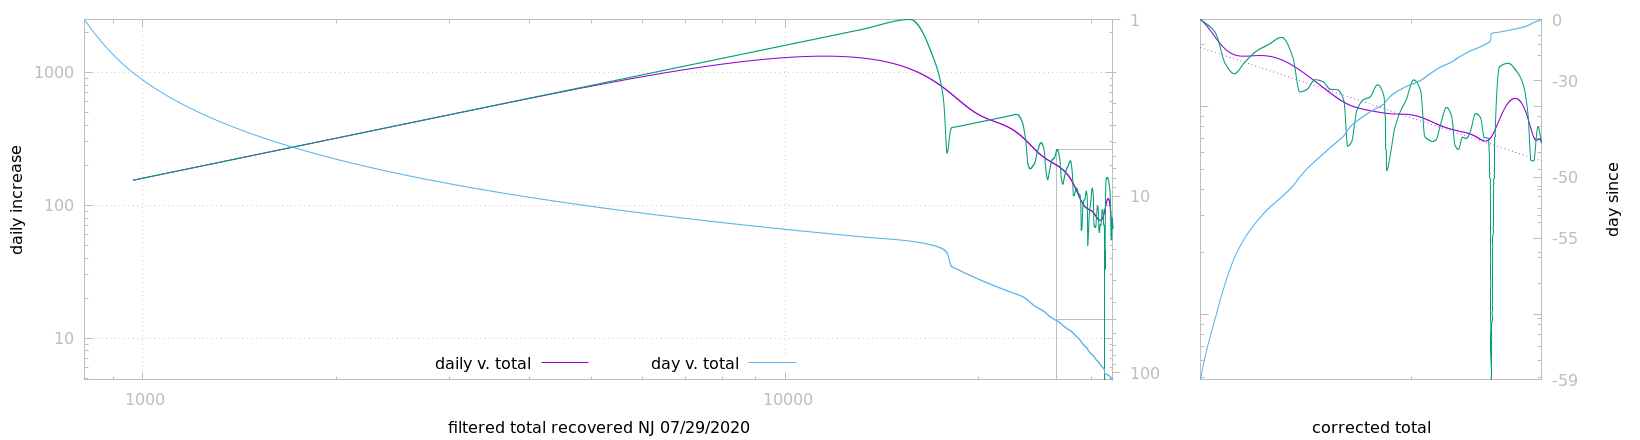 1000
100
10
daily increase
daily v. total
day v. total
1000
10000
filtered total recovered NJ 07/29/2020
1
10
100
0
-30
-50
-55
-59
day since
corrected total